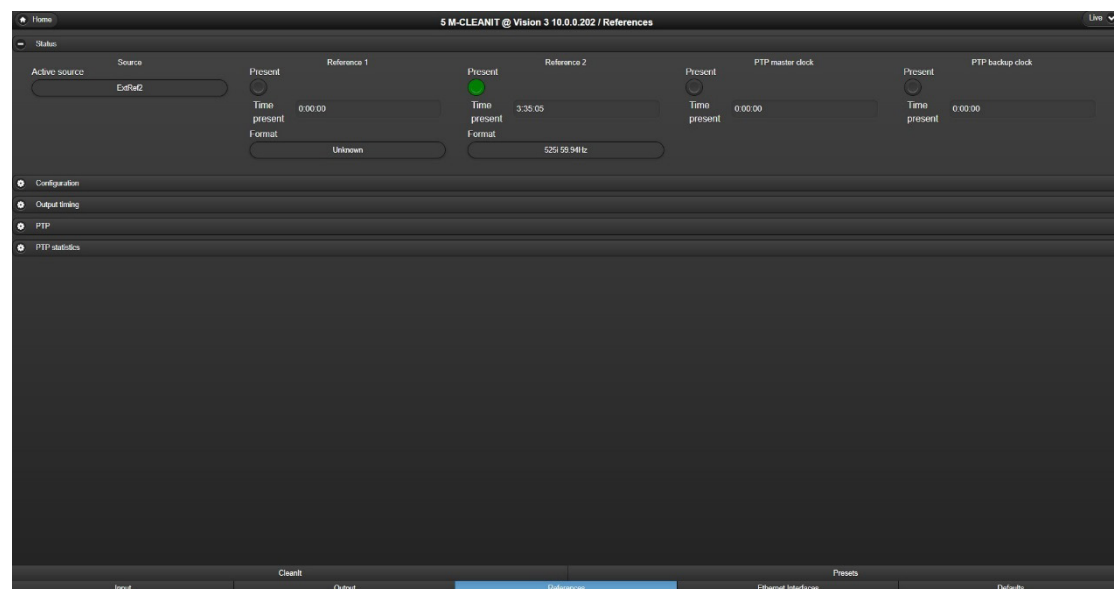 Home
5 M-CLEANIT @ Vision 3 10.0.0.202 / References
Live
Status
Source
Reference 1
Reference 2
PTP master clock
PTP backup clock
Active source
Present
Present
Present
Present
ExtRef2
Time present
0:00:00
Time present
3:35:05
Time present
0:00:00
Time present
0:00:00
Format
Format
Unknown
525i 59.94Hz
Configuration
Output timing
PTP
PTP statistics
CleanIt
Presets
Input
Output
References
Ethernet Interfaces
Defaults